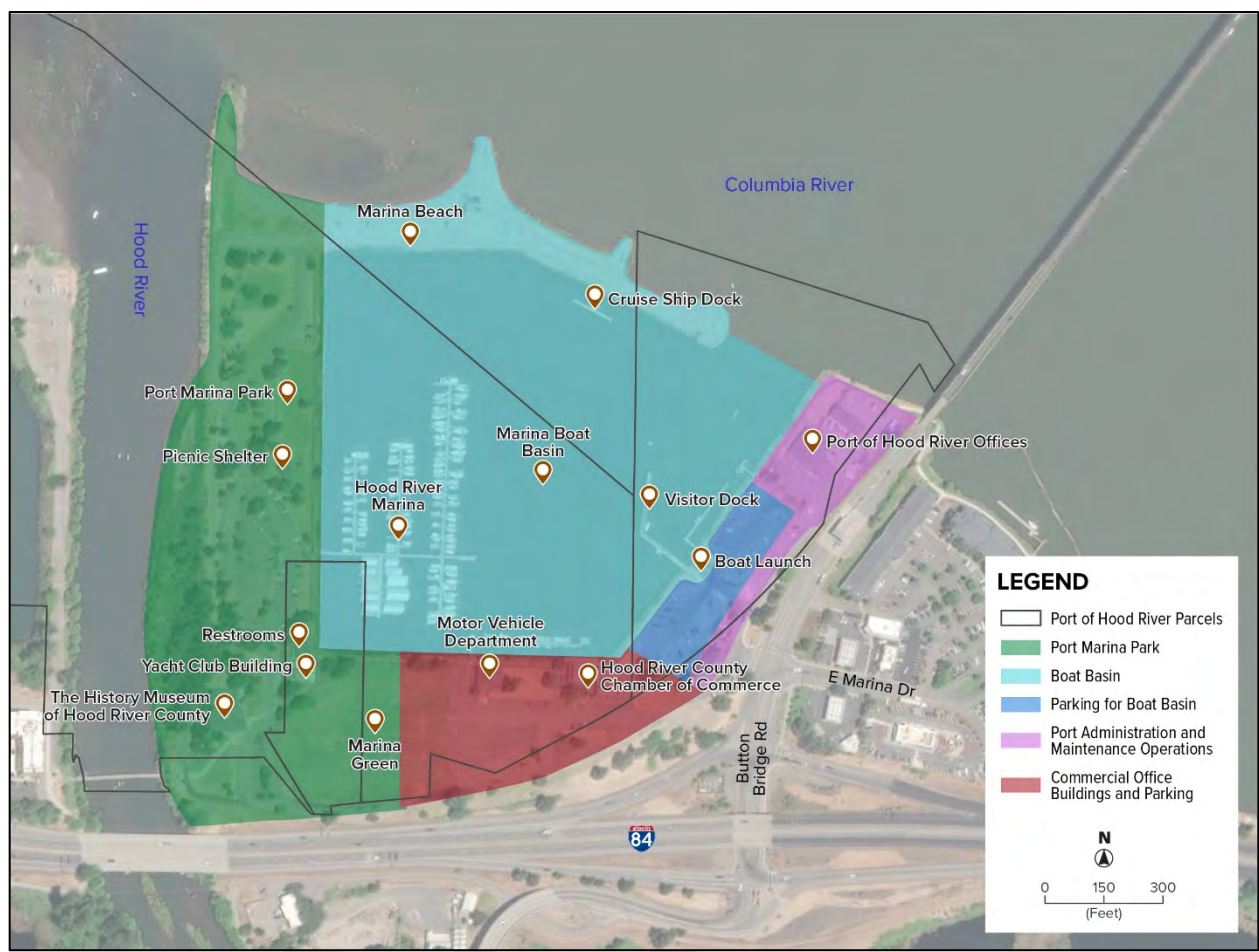 Columbia River
Marina Beach
Hood River
Cruise Ship Dock
Port Marina Park
Picnic Shelter
Marina Boat
Basin
Port of Hood River Offices
Hood River
Marina
Visitor Dock
Boat Launch
Restrooms
Motor Vehicle
Department
Yacht Club Building
Hood River County
Chamber of Commerce
The History Museum
of Hood River County
Marina
Green
E Marina Dr
Button
Bridge Rd
84
LEGEND
Port of Hood River Parcels
Port Marina Park
Boat Basin
Parking for Boat Basin
Port Administration and
Maintenance Operations
Commercial Office
Buildings and Parking
N
0 150 300
(Feet)